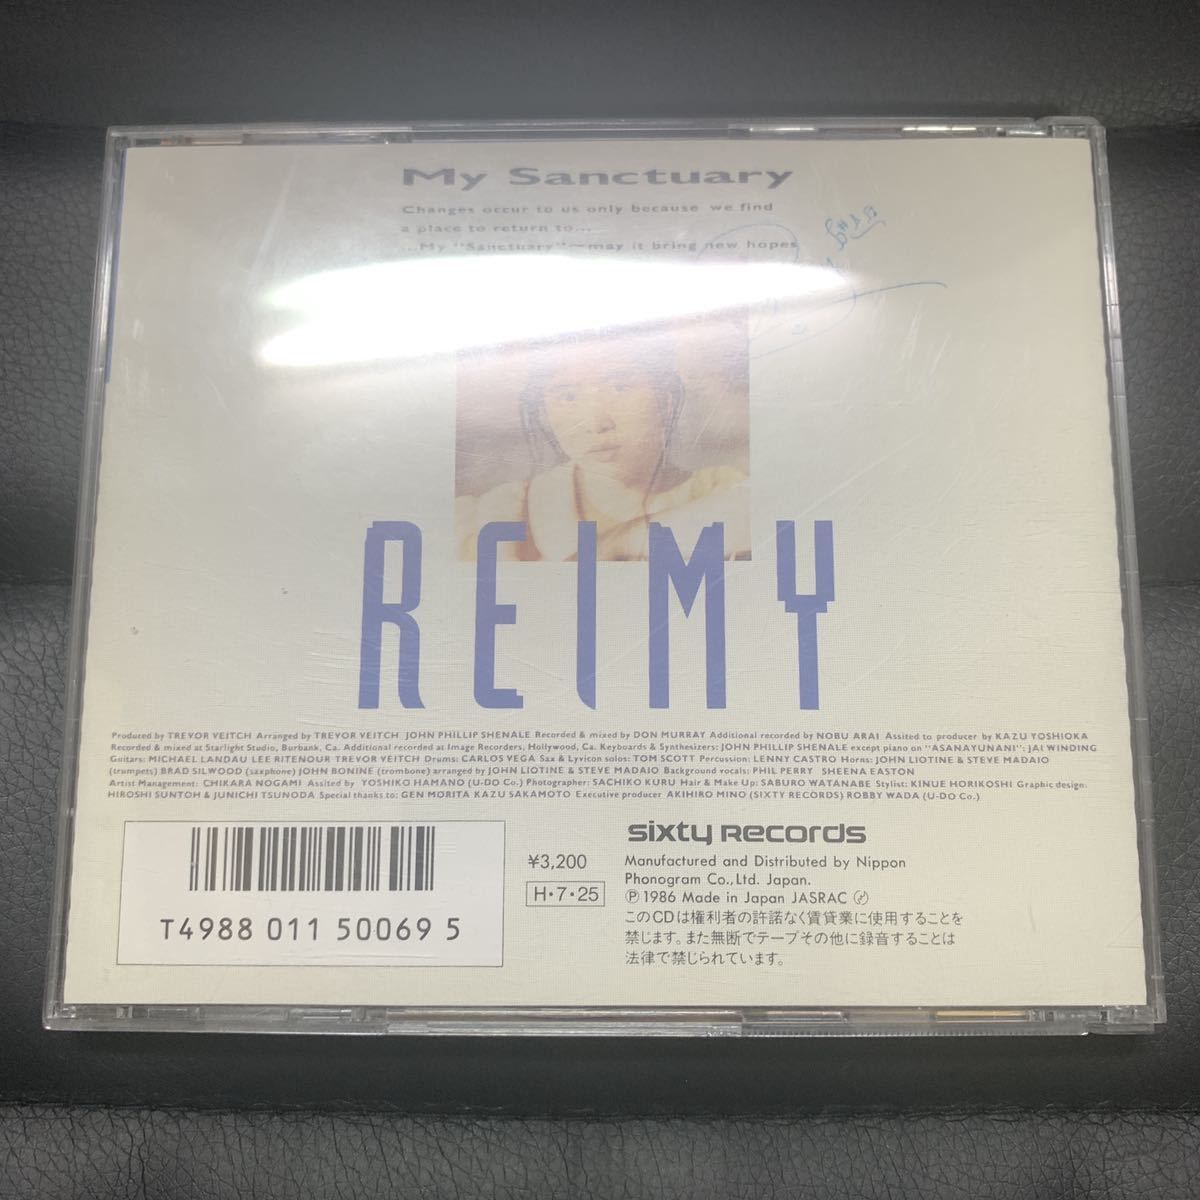 My Sanctuary
Changes occur to us only because we find
a place to return to...
...My "Sanctuary"—may it bring new hopes
REIMY
Produced by TREVOR VEITCH Arranged by TREVOR VEITCH JOHN PHILLIP SHENALE Recorded & mixed by DON MURRAY Additional recorded by NOBU ARAI Assited to producer by KAZU YOSHIOKA
Recorded & mixed at Starlight Studio, Burbank, Ca. Additional recorded at Image Recorders, Hollywood, Ca. Keyboards & Synthesizers: JOHN PHILLIP SHENALE except piano on "ASANAYUNANI": JAI WINDING
Guitars: MICHAEL LANDAU LEE RITENOUR TREVOR VEITCH Drums: CARLOS VEGA Sax & Lyvicon solos: TOM SCOTT Percussion: LENNY CASTRO Horns: JOHN LIOTINE & STEVE MADAIO
(trumpets) BRAD SILWOOD (saxphone) JOHN BONINE (trombone) arranged by JOHN LIOTINE & STEVE MADAIO Background vocals: PHIL PERRY SHEENA EASTON
Artist Management: CHIKARA NOGAMI Assited by YOSHIKO HAMANO (U-DO Co.) Photographer: SACHIKO KURU Hair & Make Up: SABURO WATANABE Stylist: KINUE HORIKOSHI Graphic design:
HIROSHI SUNTOH & JUNICHI TSUNODA Special thanks to: GEN MORITA KAZU SAKAMOTO Executive producer AKIHIRO MINO (SIXTY RECORDS) ROBBY WADA (U-DO Co.)
T4988 011 50069 5
¥3,200
H・7・25
sixty RECORDS
Manufactured and Distributed by Nippon
Phonogram Co., Ltd. Japan.
℗ 1986 Made in Japan JASRAC
このCDは権利者の許諾なく賃貸業に使用することを
禁じます。また無断でテープその他に録音することは
法律で禁じられています。